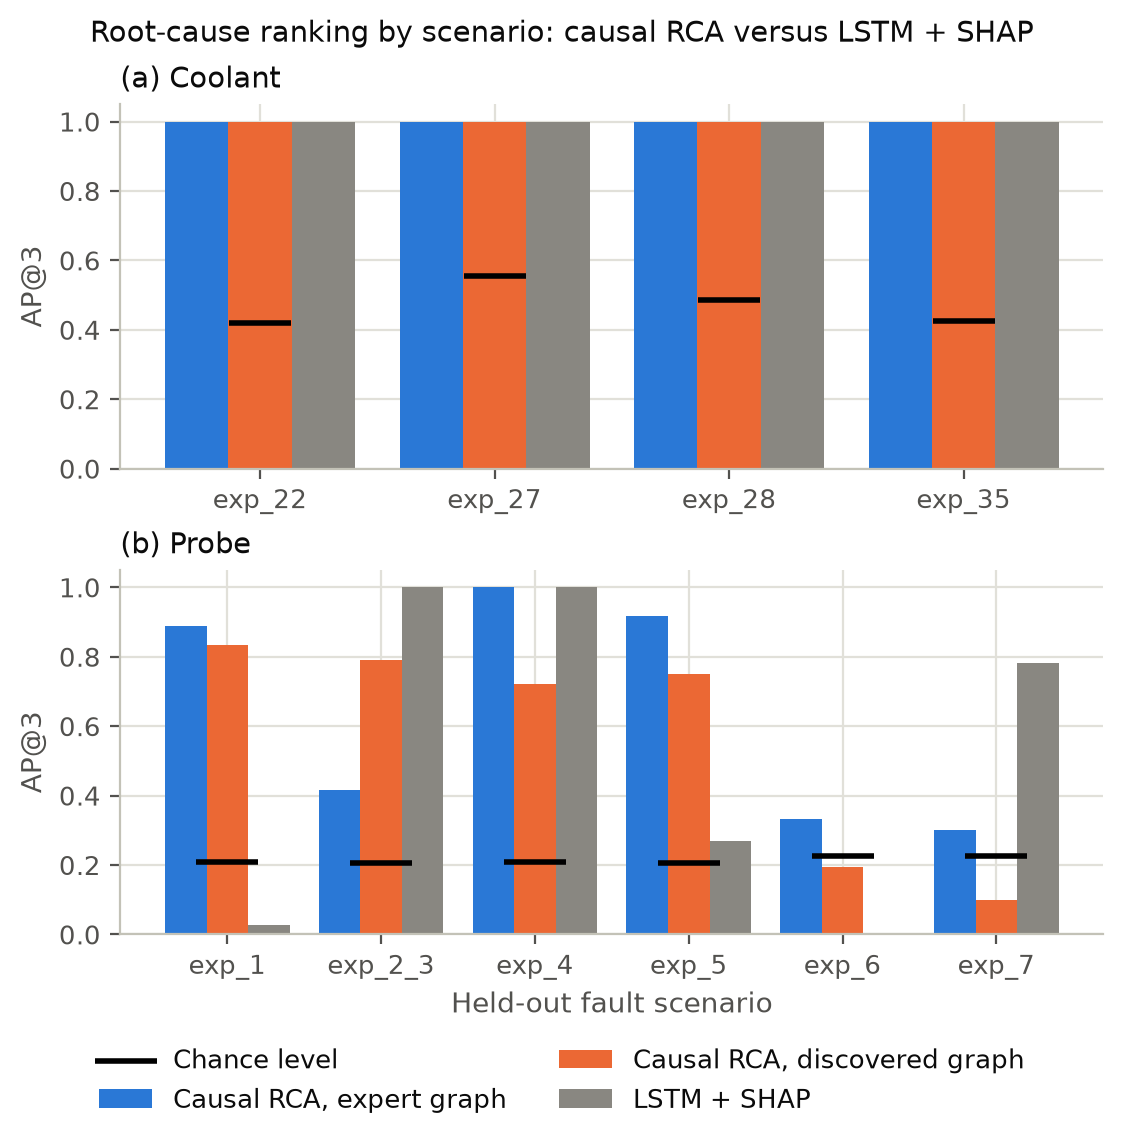 Root-cause ranking by scenario: causal RCA versus LSTM + SHAP
(a) Coolant
1.0
0.8
0.6
0.4
0.2
0.0
AP@3
exp_22 exp_27 exp_28 exp_35
(b) Probe
1.0
0.8
0.6
0.4
0.2
0.0
AP@3
exp_1 exp_2_3 exp_4 exp_5 exp_6 exp_7
Held-out fault scenario
Chance level
Causal RCA, expert graph
Causal RCA, discovered graph
LSTM + SHAP